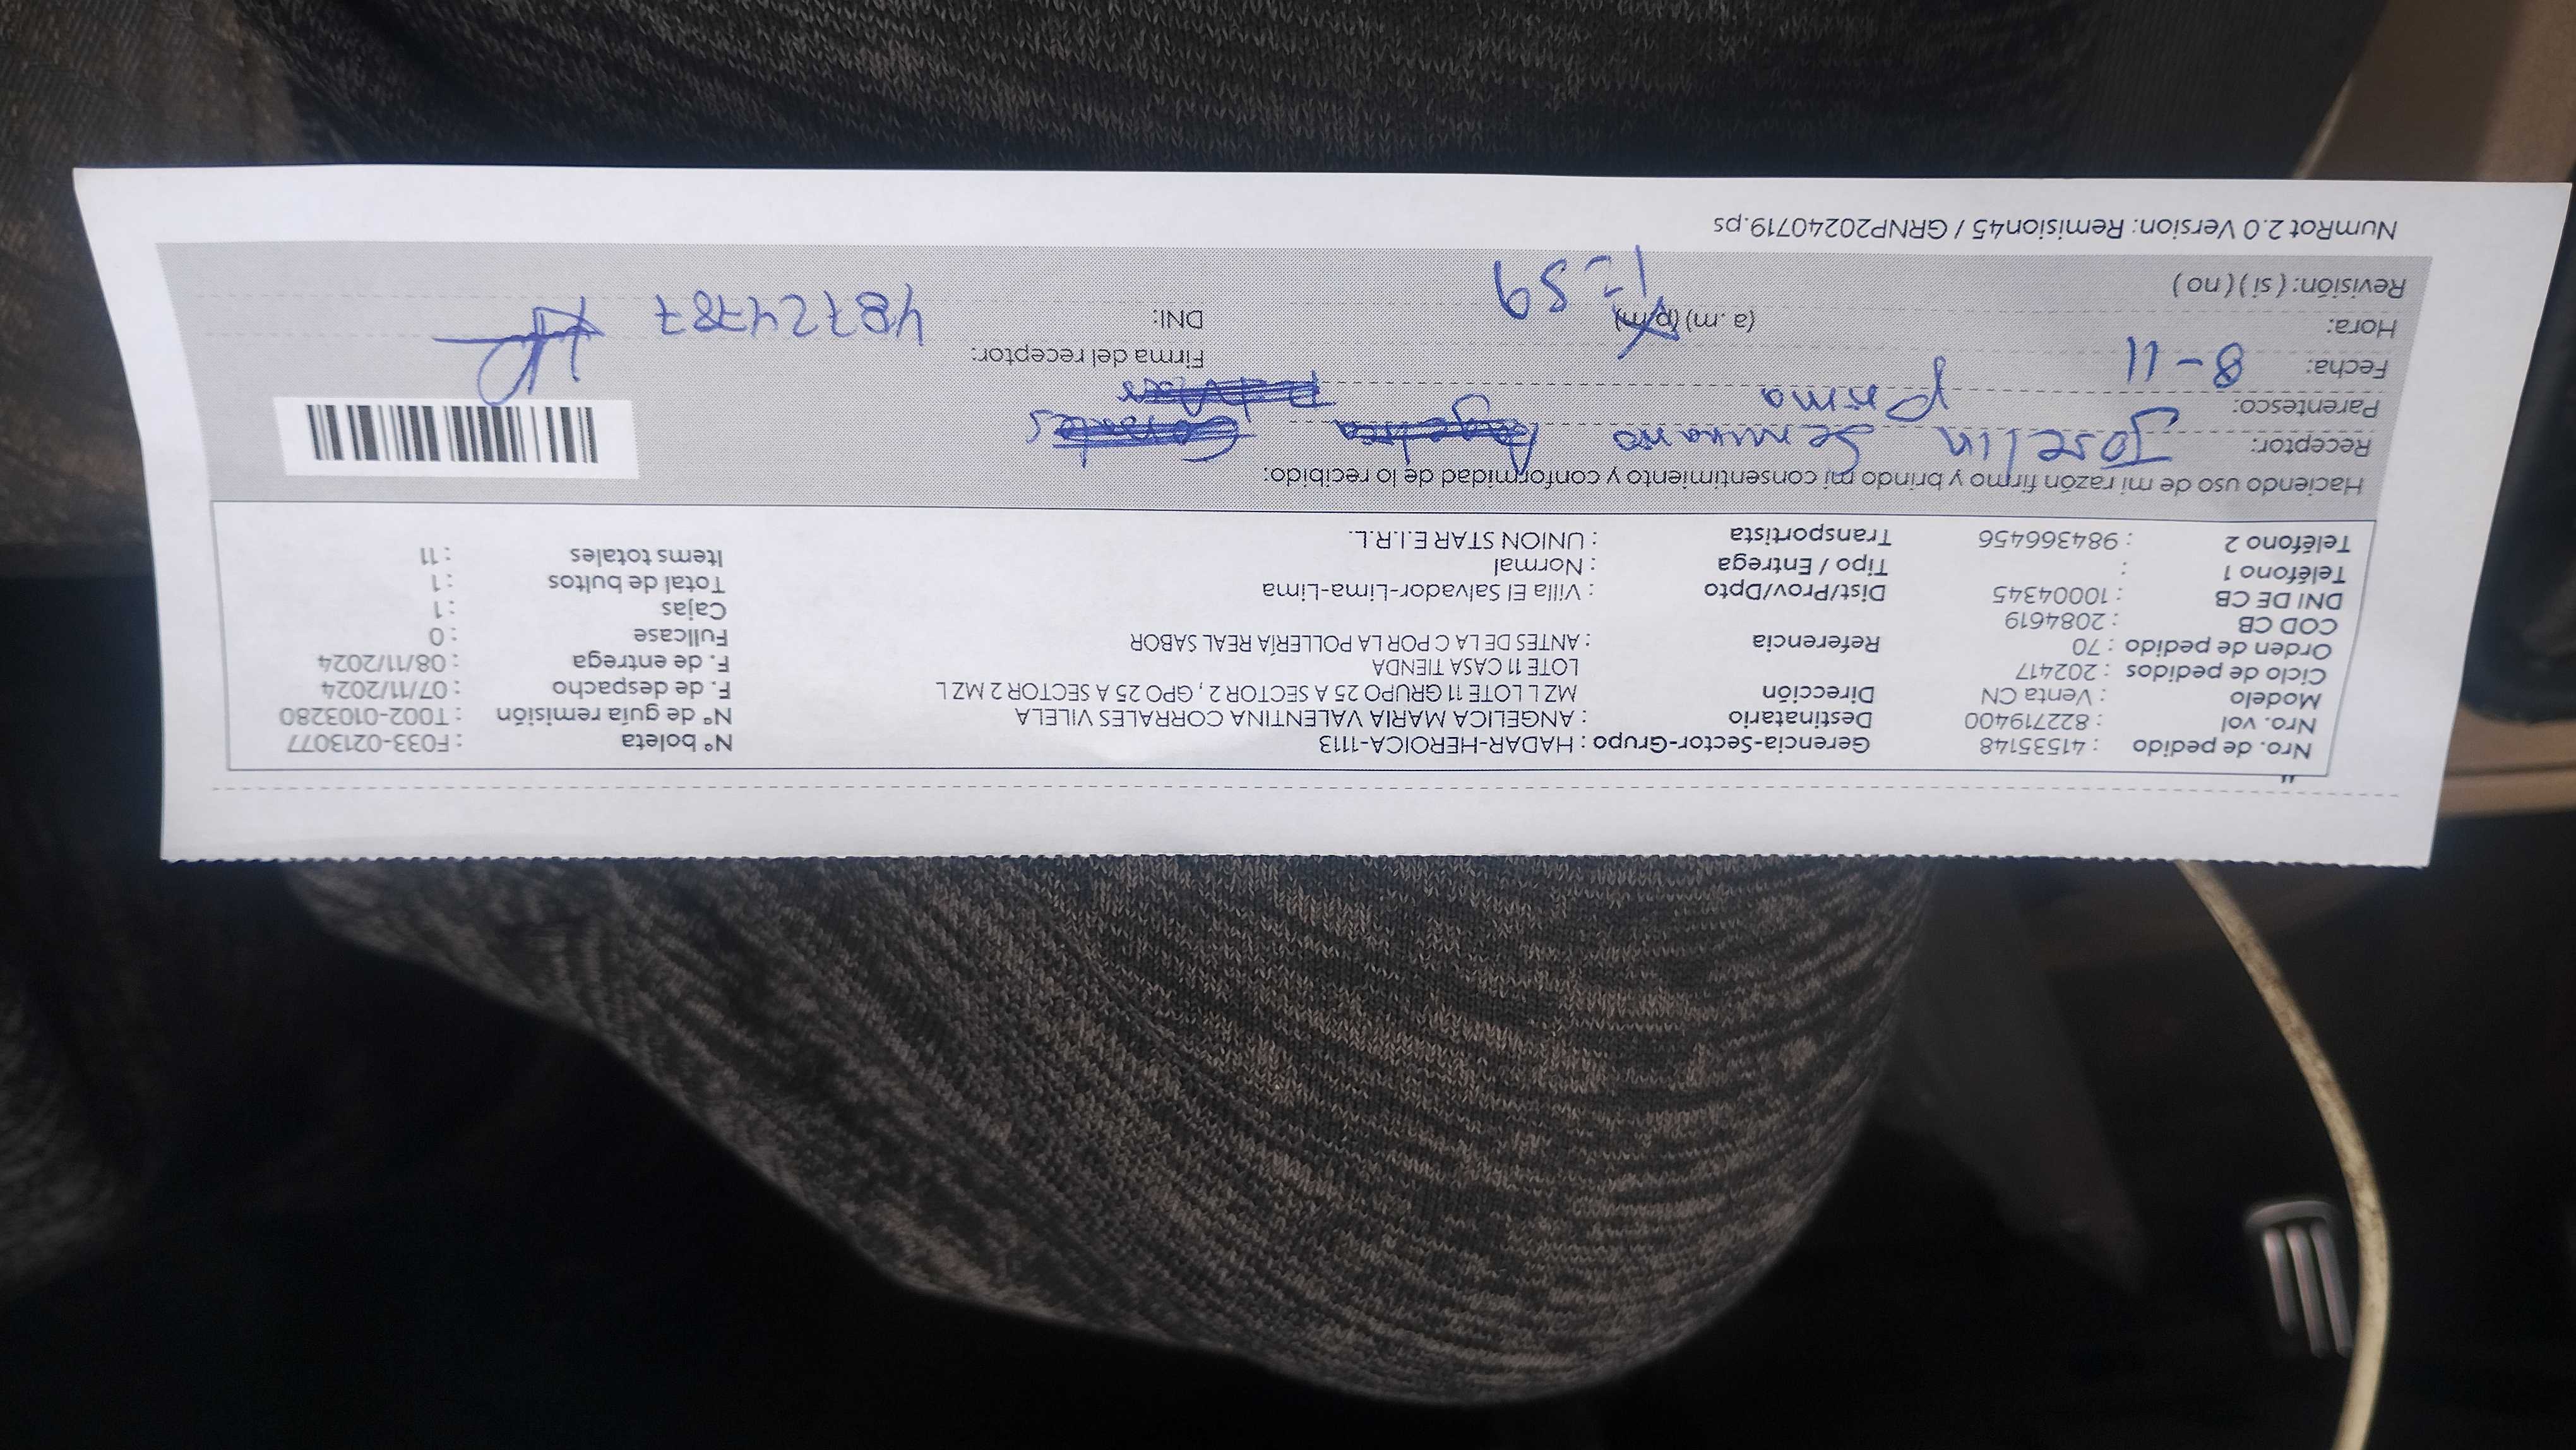 Nro. de pedido : 41535148 Gerencia-Sector-Grupo : HADAR-HEROICA-1113 N° boleta : F033-0213077
Nro. vol : 822719400 Destinatario : ANGELICA MARIA VALENTINA CORRALES VILELA N° de guía remisión : T002-0103280
Modelo : Venta CN Dirección MZ L LOTE 11 GRUPO 25 A SECTOR 2 , GPO 25 A SECTOR 2 MZ L F. de despacho : 07/11/2024
Ciclo de pedidos : 202417 LOTE 11 CASA TIENDA F. de entrega : 08/11/2024
Orden de pedido : 70 Referencia : ANTES DE LA C POR LA POLLERÍA REAL SABOR Fullcase : 0
COD CB : 2084619 Cajas : 1
DNI DE CB : 10004345 Dist/Prov/Dpto : Villa El Salvador-Lima-Lima Total de bultos : 1
Teléfono 1 : Tipo / Entrega : Normal Items totales : 11
Teléfono 2 : 984366456 Transportista : UNION STAR E.I.R.L.
Haciendo uso de mi razón firmo y brindo mi consentimiento y conformidad de lo recibido:
Receptor: Joselin Seminario
Parentesco: Prima
Fecha: 8-11 Firma del receptor:
Hora: (a. m) (p.m) 1=59 DNI: 48724787
Revisión: ( si ) ( no )
NumRot 2.0 Version: Remision45 / GRNP20240719.ps